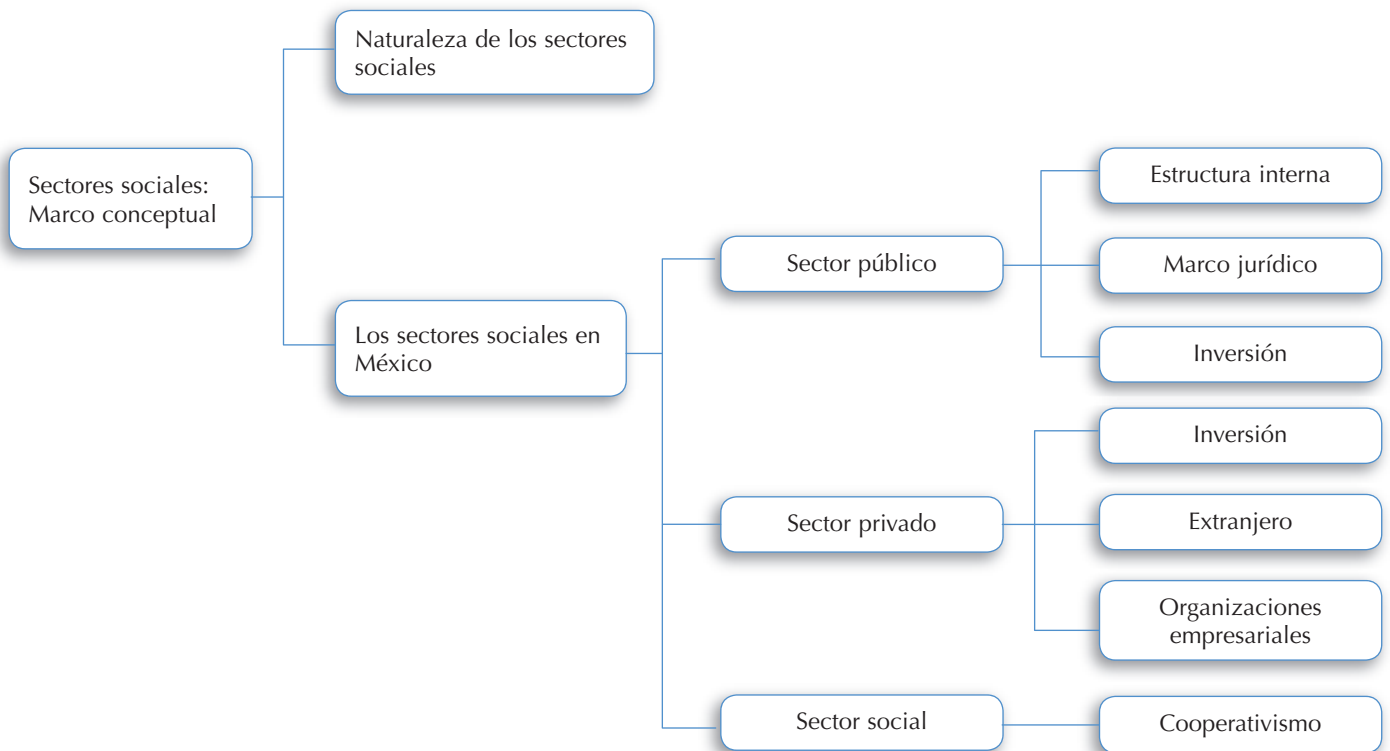 Naturaleza de los sectores
sociales
Sectores sociales:
Marco conceptual
Los sectores sociales en
México
Sector público
Estructura interna
Marco jurídico
Inversión
Sector privado
Inversión
Extranjero
Organizaciones
empresariales
Sector social
Cooperativismo